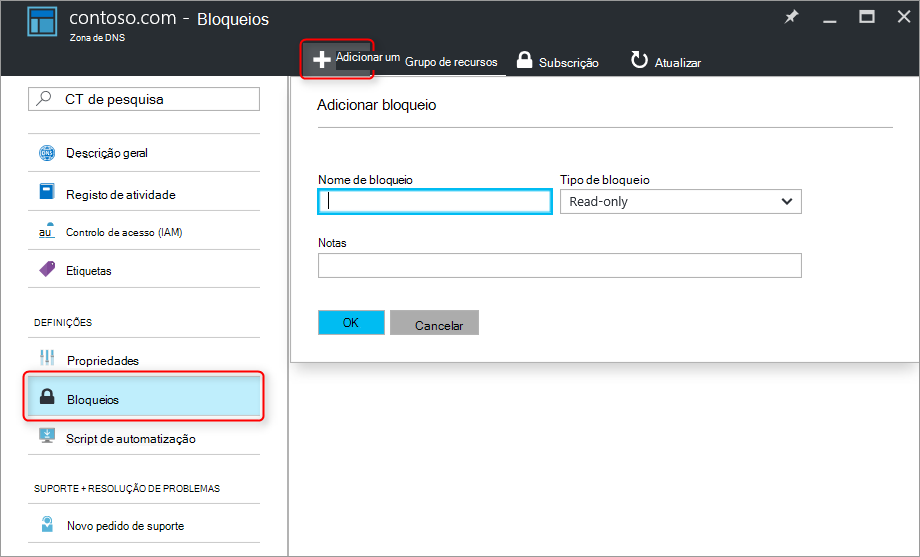 contoso.com - Bloqueios
Zona de DNS
Adicionar um Grupo de recursos Subscrição Atualizar
CT de pesquisa
Descrição geral
Registo de atividade
au Controlo de acesso (IAM)
Etiquetas
DEFINIÇÕES
Propriedades
Bloqueios
Script de automatização
SUPORTE + RESOLUÇÃO DE PROBLEMAS
Novo pedido de suporte
Adicionar bloqueio
Nome de bloqueio Tipo de bloqueio
Read-only
Notas
OK Cancelar